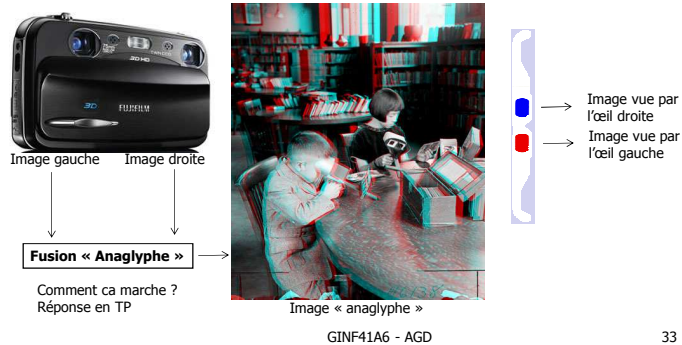 3D HD
3D
FUJIFILM
Image gauche
Image droite
Fusion « Anaglyphe »
Comment ca marche ?
Réponse en TP
Image « anaglyphe »
Image vue par
l’œil droite
Image vue par
l’œil gauche
GINF41A6 - AGD
33